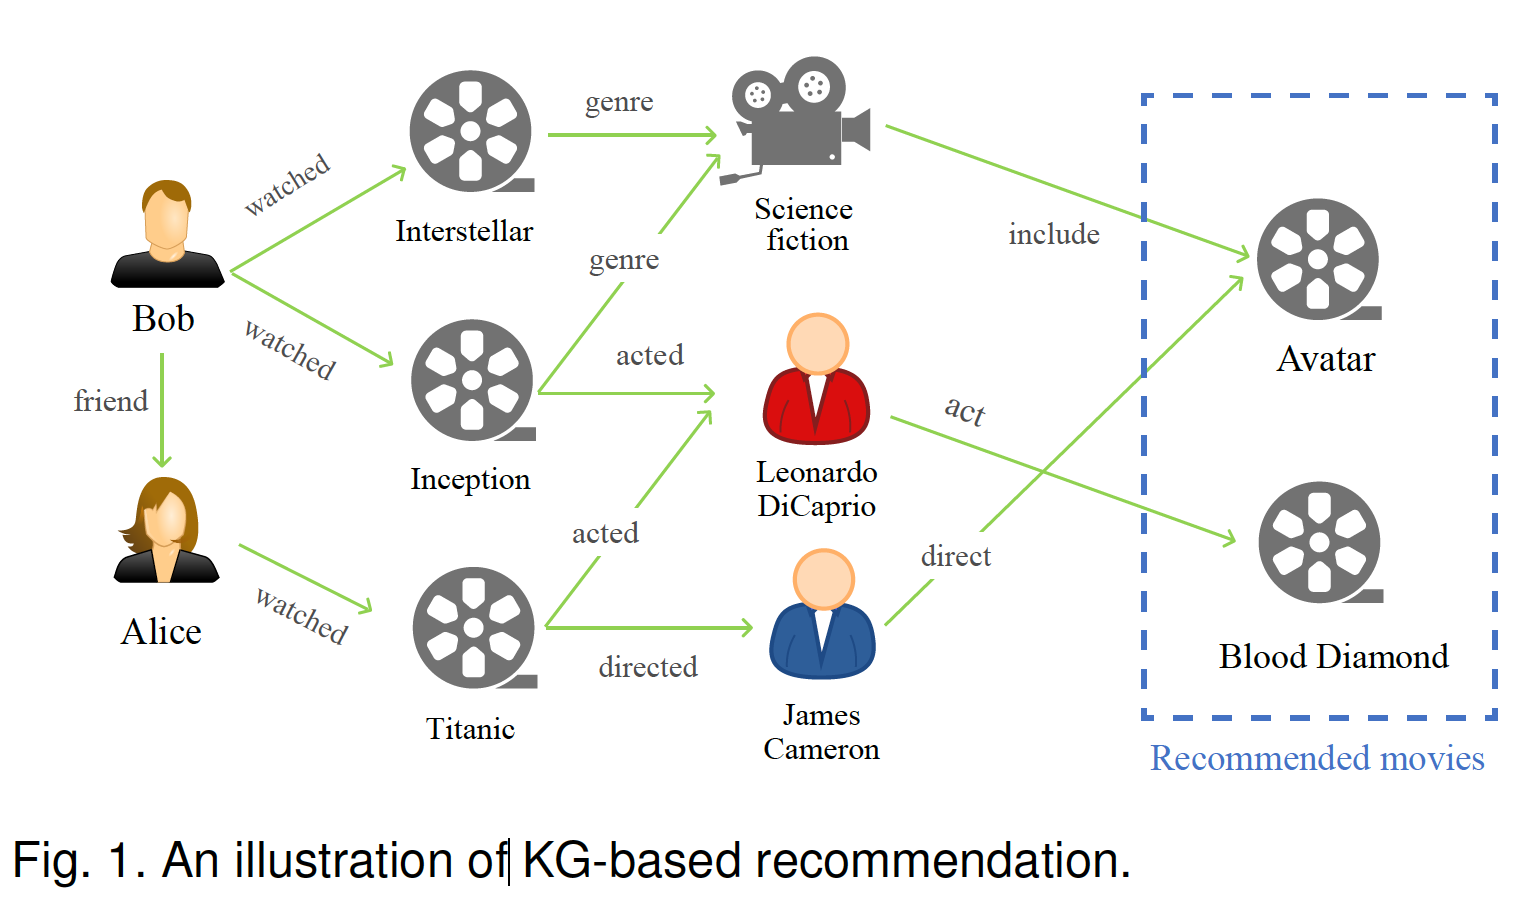 genre
watched
Interstellar
Science
fiction
include
genre
Bob
watched
acted
Avatar
friend
act
Inception
Leonardo
DiCaprio
acted
direct
Alice
watched
directed
Blood Diamond
Titanic
James
Cameron
Recommended movies
Fig. 1. An illustration of KG-based recommendation.